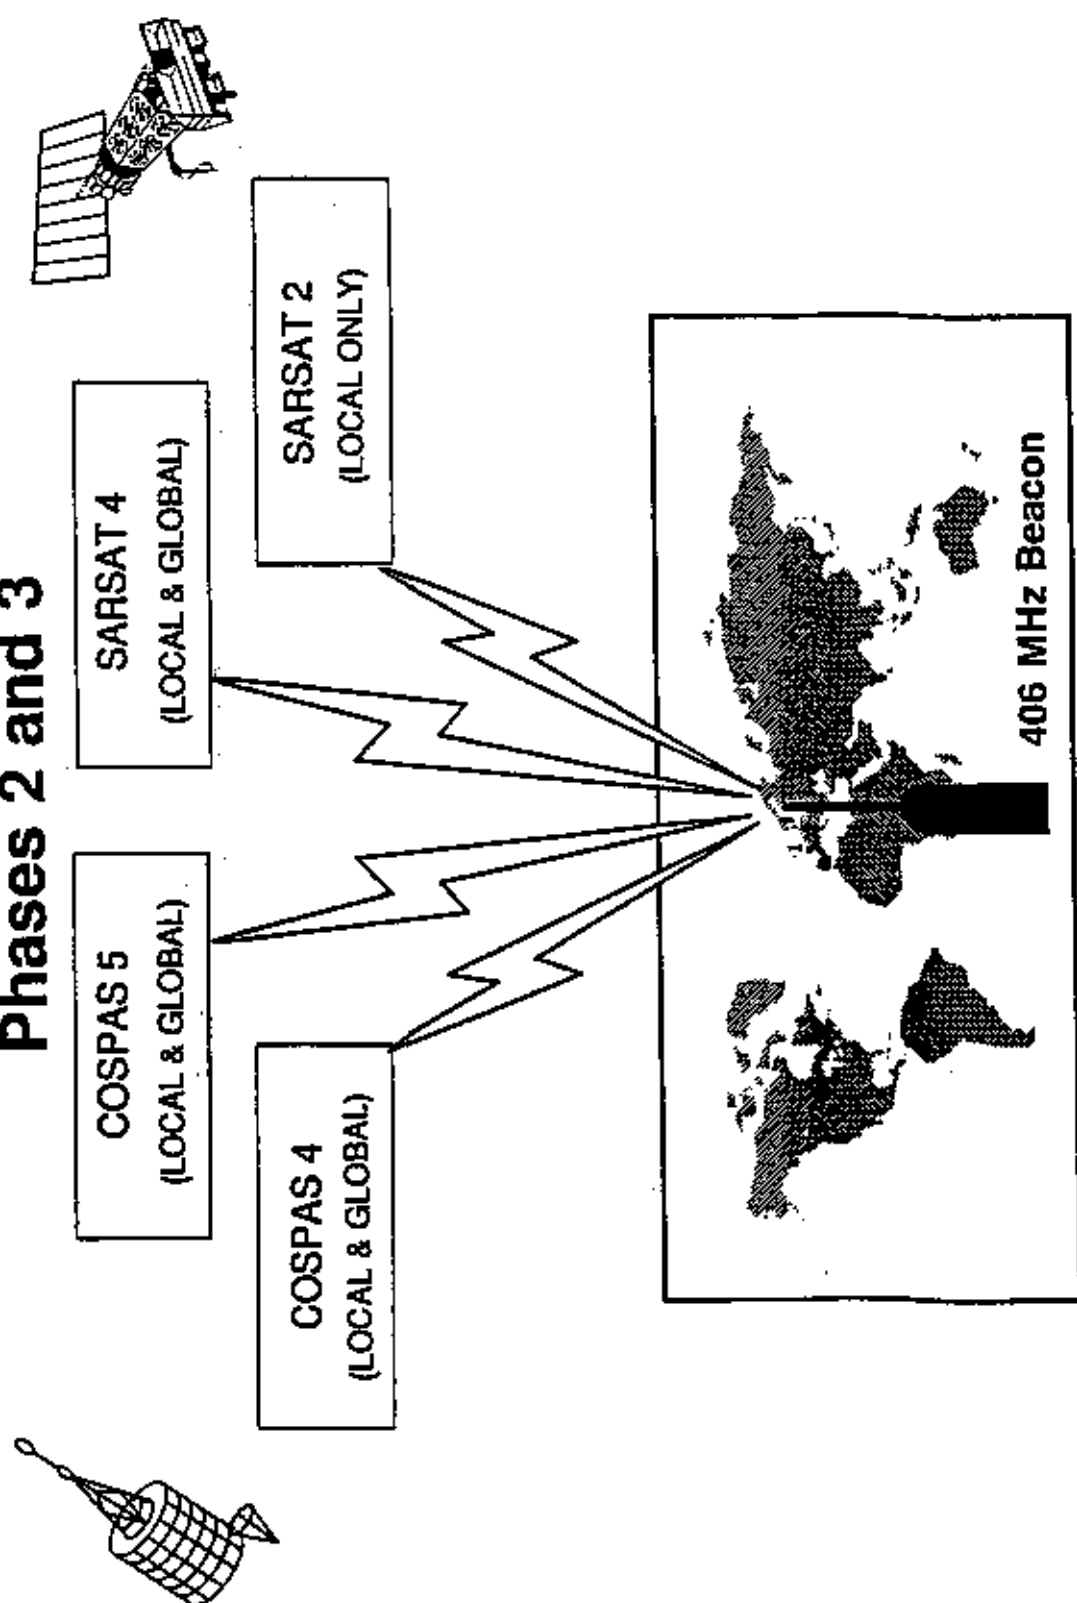 Phases 2 and 3
COSPAS 5
(LOCAL & GLOBAL)
SARSAT 4
(LOCAL & GLOBAL)
COSPAS 4
(LOCAL & GLOBAL)
SARSAT 2
(LOCAL ONLY)
406 MHz Beacon